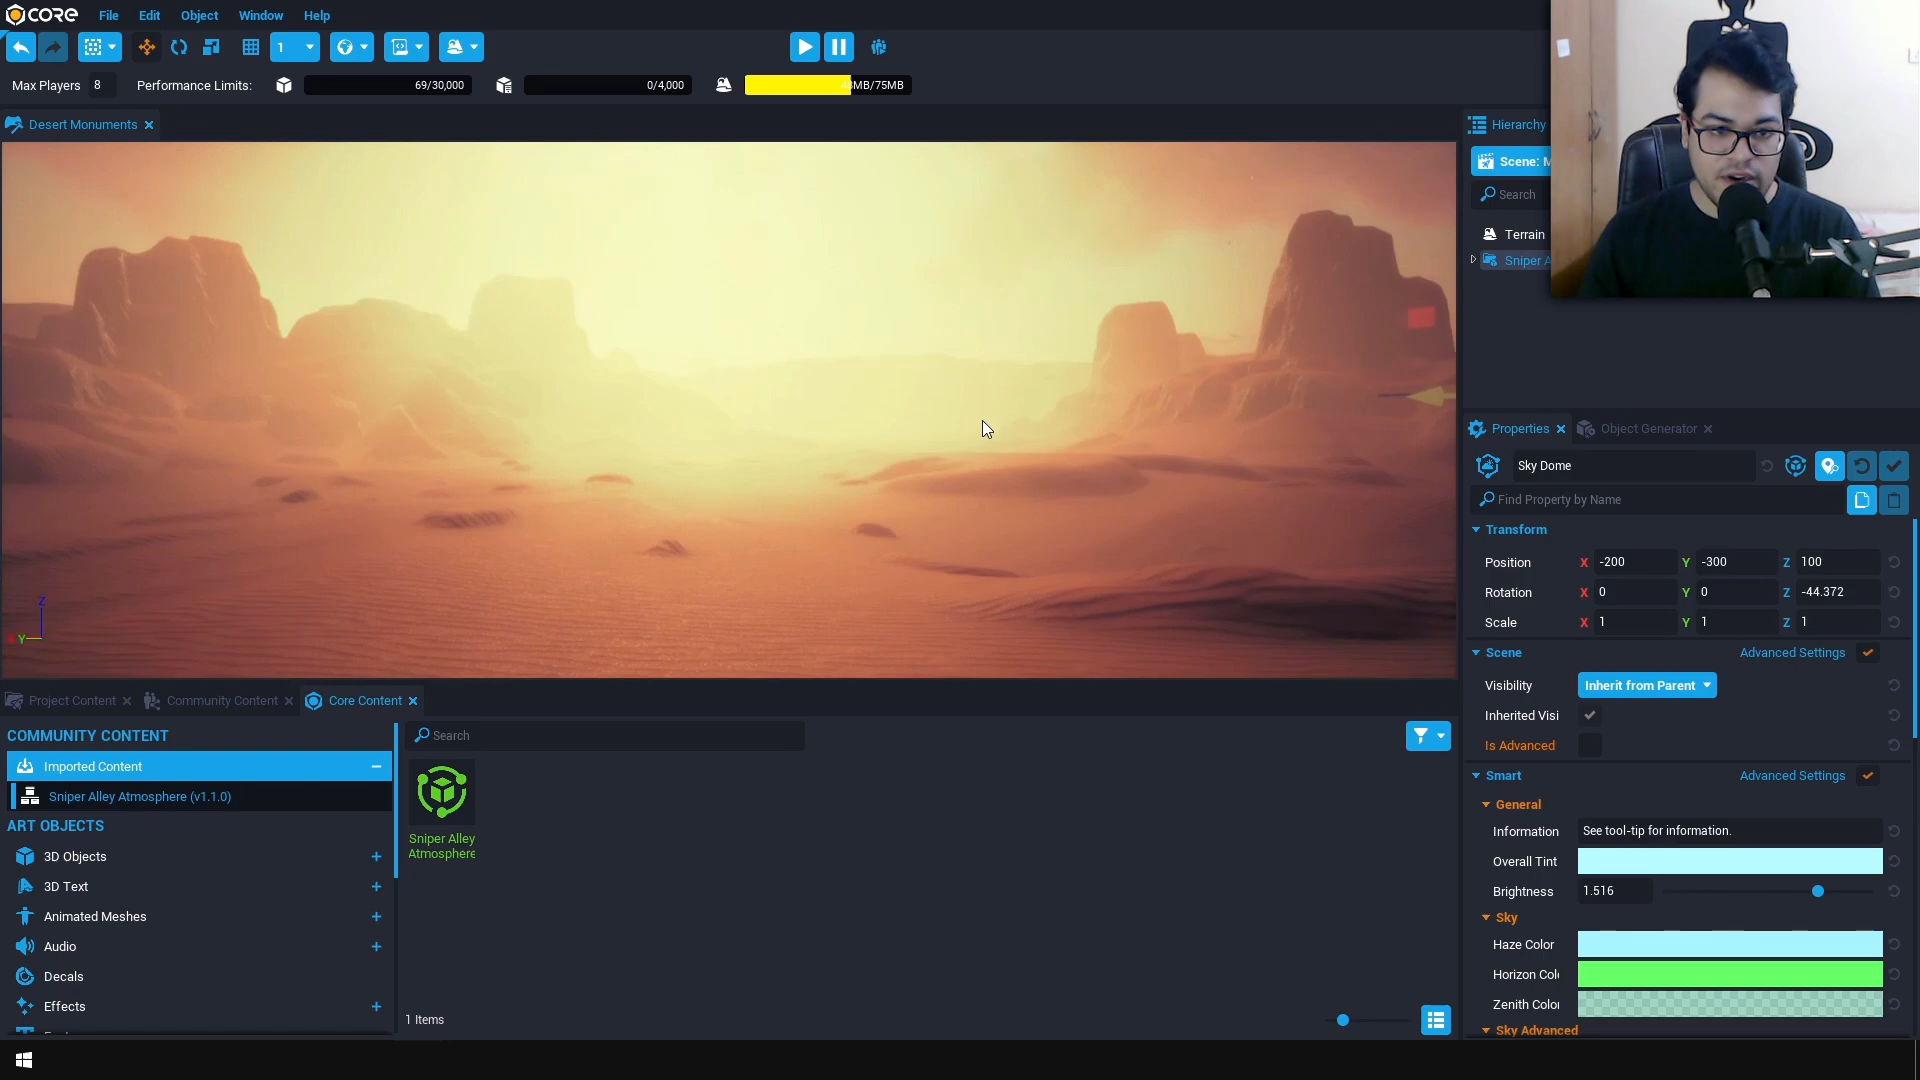 CORE
File Edit Object Window Help
1
Max Players 8 Performance Limits: 69/30,000 0/4,000 MB/75MB
Desert Monuments
Hierarchy
Scene: M
Search
Terrain
Sniper A
Z
X Y
Properties Object Generator
Sky Dome
Find Property by Name
Transform
Position X -200 Y -300 Z 100
Rotation X 0 Y 0 Z -44.372
Scale X 1 Y 1 Z 1
Scene Advanced Settings
Visibility Inherit from Parent
Inherited Visi
Is Advanced
Smart Advanced Settings
General
Information See tool-tip for information.
Overall Tint
Brightness 1.516
Sky
Haze Color
Horizon Col
Zenith Color
Sky Advanced
Project Content Community Content Core Content
COMMUNITY CONTENT
Imported Content
Sniper Alley Atmosphere (v1.1.0)
ART OBJECTS
3D Objects
3D Text
Animated Meshes
Audio
Decals
Effects
Search
Sniper Alley
Atmosphere
1 Items